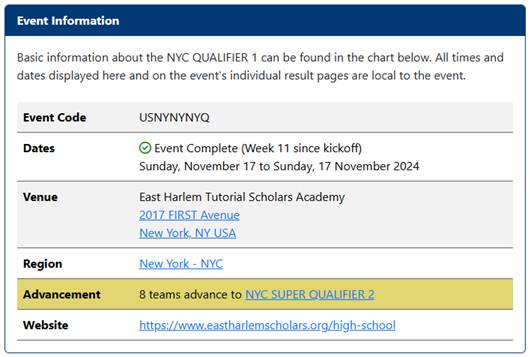 Event Information
Basic information about the NYC QUALIFIER 1 can be found in the chart below. All times and
dates displayed here and on the event's individual result pages are local to the event.
Event Code USNYNYNYQ
Dates Event Complete (Week 11 since kickoff)
Sunday, November 17 to Sunday, 17 November 2024
Venue East Harlem Tutorial Scholars Academy
2017 FIRST Avenue
New York, NY USA
Region New York - NYC
Advancement 8 teams advance to NYC SUPER QUALIFIER 2
Website https://www.eastharlemscholars.org/high-school